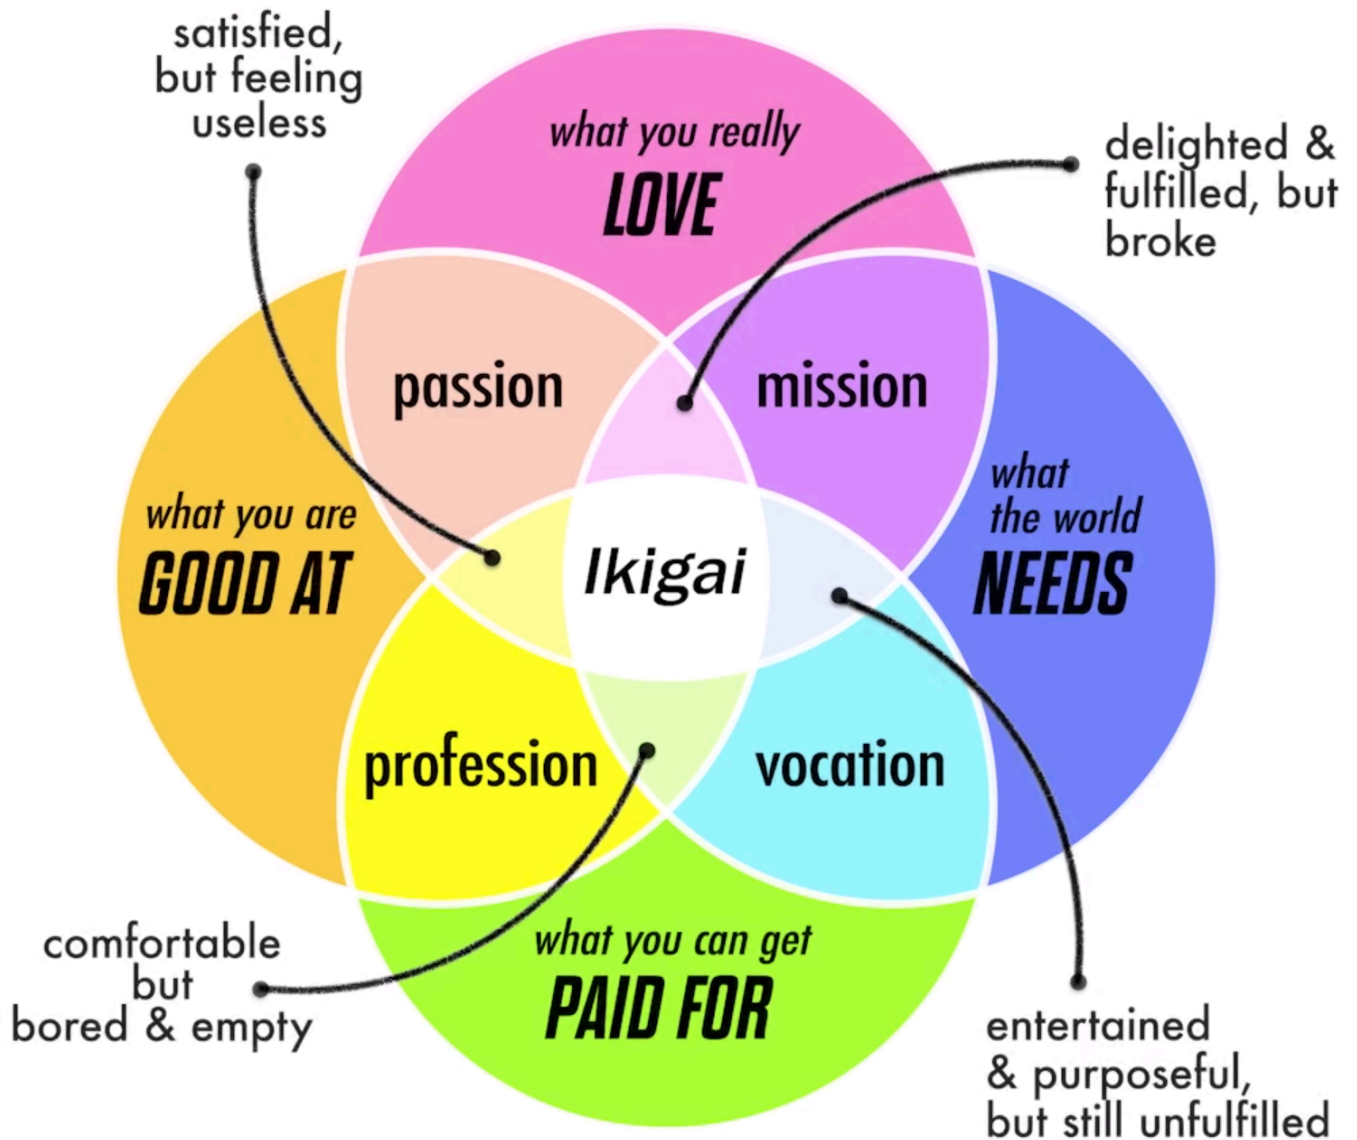 satisfied,
but feeling
useless
what you really
LOVE
delighted &
fulfilled, but
broke
passion
mission
what you are
GOOD AT
Ikigai
what
the world
NEEDS
profession
vocation
what you can get
PAID FOR
comfortable
but
bored & empty
entertained
& purposeful,
but still unfulfilled